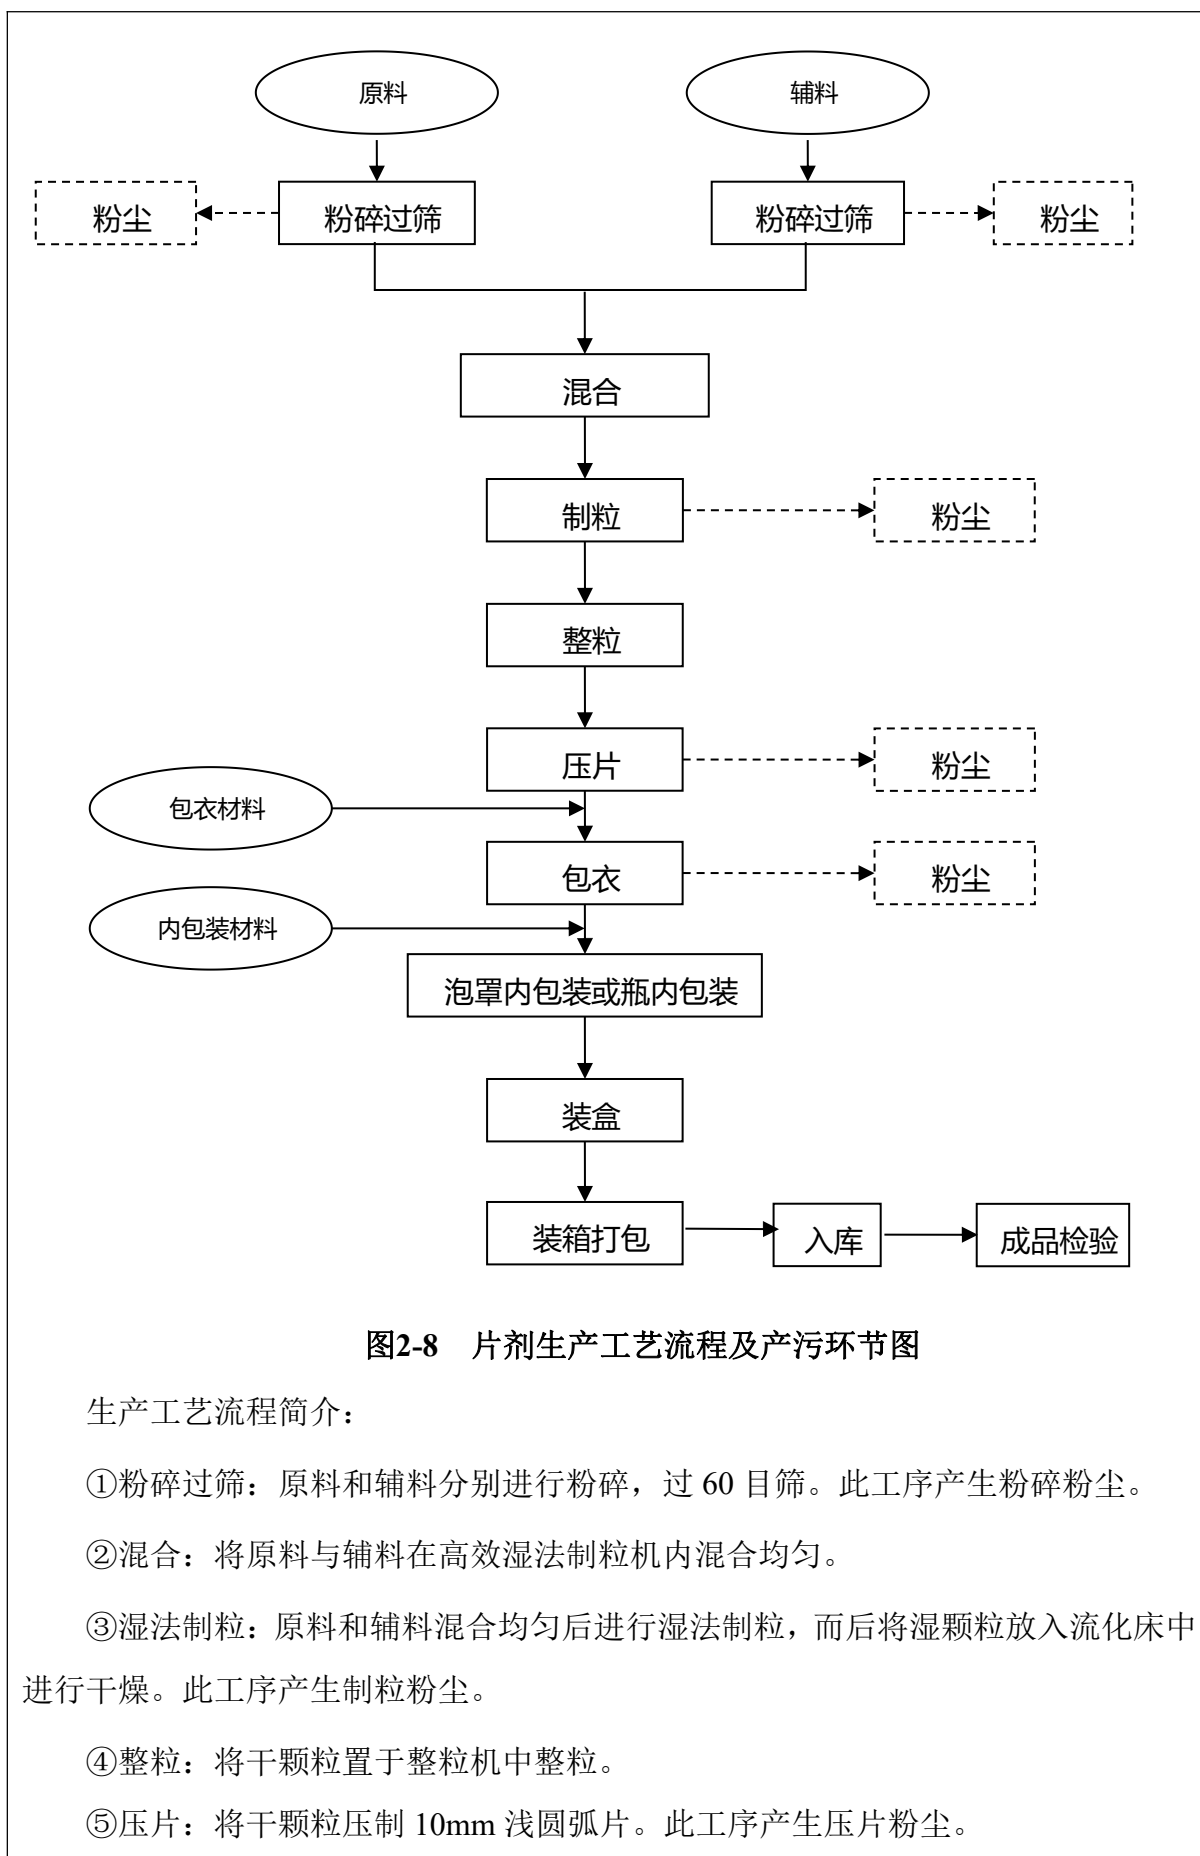 原料
辅料
粉尘
粉碎过筛
粉碎过筛
粉尘
混合
制粒
粉尘
整粒
压片
粉尘
包衣材料
包衣
粉尘
内包装材料
泡罩内包装或瓶内包装
装盒
装箱打包
入库
成品检验
图2-8 片剂生产工艺流程及产污环节图
生产工艺流程简介：
①粉碎过筛：原料和辅料分别进行粉碎，过 60 目筛。此工序产生粉碎粉尘。
②混合：将原料与辅料在高效湿法制粒机内混合均匀。
③湿法制粒：原料和辅料混合均匀后进行湿法制粒，而后将湿颗粒放入流化床中
进行干燥。此工序产生制粒粉尘。
④整粒：将干颗粒置于整粒机中整粒。
⑤压片：将干颗粒压制 10mm 浅圆弧片。此工序产生压片粉尘。